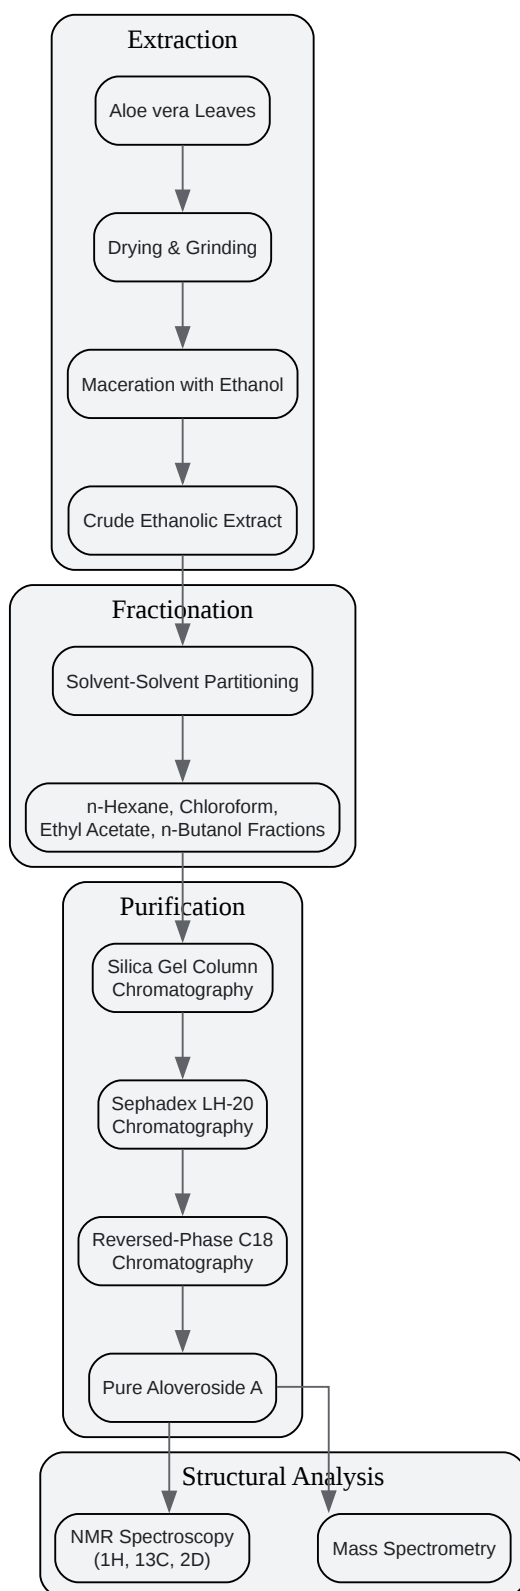 Extraction
Aloe vera Leaves
Drying & Grinding
Maceration with Ethanol
Crude Ethanolic Extract
Fractionation
Solvent-Solvent Partitioning
n-Hexane, Chloroform,
Ethyl Acetate, n-Butanol Fractions
Purification
Silica Gel Column
Chromatography
Sephadex LH-20
Chromatography
Reversed-Phase C18
Chromatography
Pure Aloveroside A
Structural Analysis
NMR Spectroscopy
(1H, 13C, 2D)
Mass Spectrometry